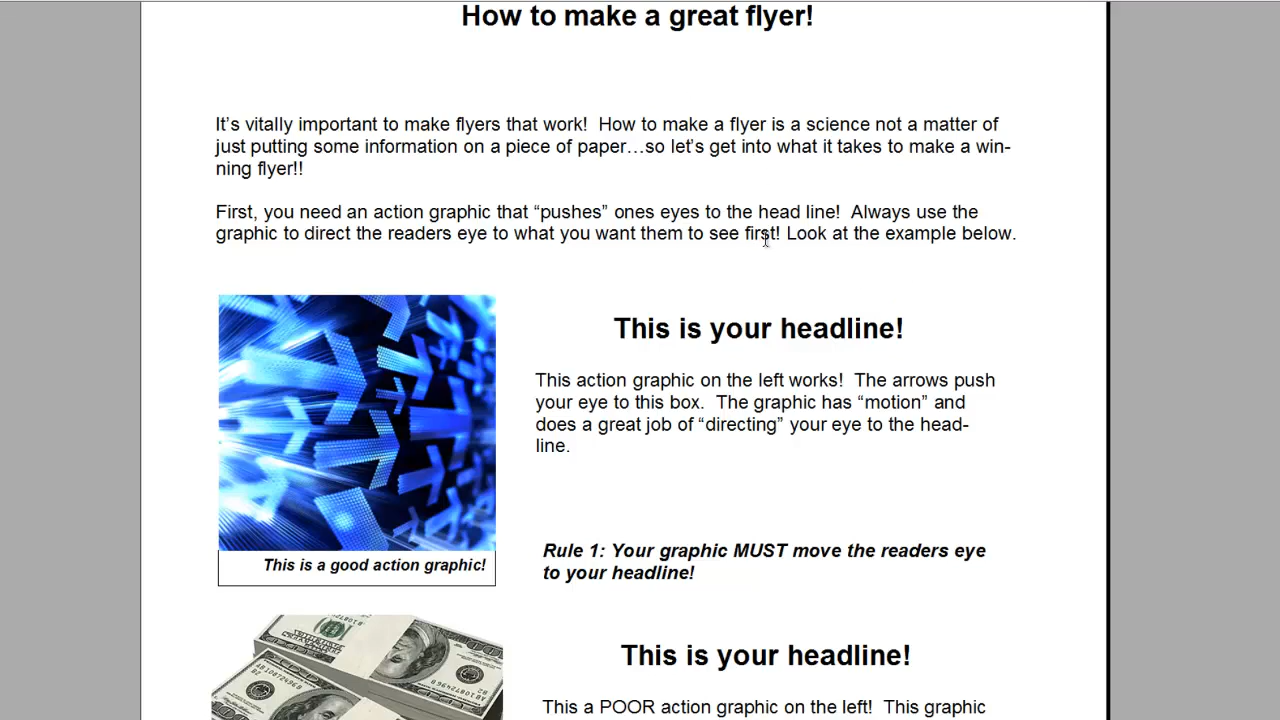 How to make a great flyer!
It’s vitally important to make flyers that work!  How to make a flyer is a science not a matter of
just putting some information on a piece of paper…so let’s get into what it takes to make a win-
ning flyer!!
First, you need an action graphic that “pushes” ones eyes to the head line!  Always use the
graphic to direct the readers eye to what you want them to see first! Look at the example below.
This is your headline!
This action graphic on the left works!  The arrows push
your eye to this box.  The graphic has “motion” and
does a great job of “directing” your eye to the head-
line.
This is a good action graphic!
Rule 1: Your graphic MUST move the readers eye
to your headline!
This is your headline!
This a POOR action graphic on the left!  This graphic